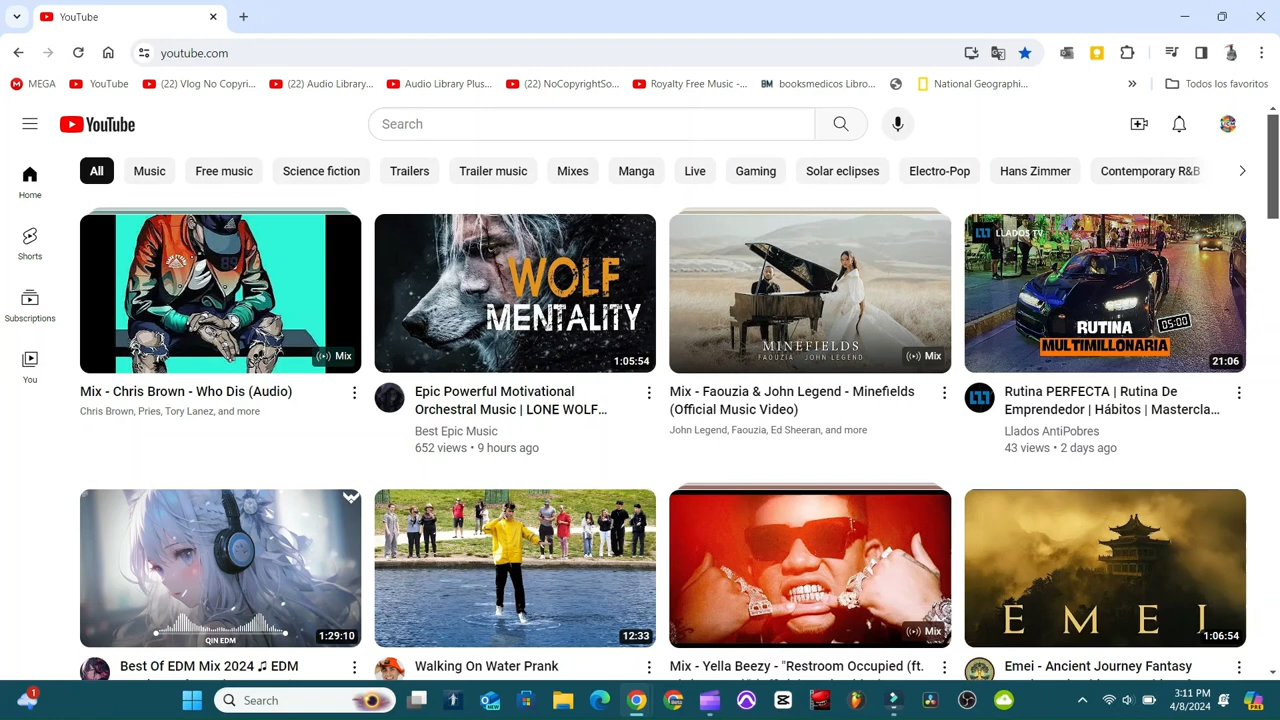 YouTube
youtube.com
MEGA
YouTube
(22) Vlog No Copyri...
(22) Audio Library...
Audio Library Plus...
(22) NoCopyrightSo...
Royalty Free Music -...
BM booksmedicos Libro...
National Geographi...
»
Todos los favoritos
YouTube
Search
All
Music
Free music
Science fiction
Trailers
Trailer music
Mixes
Manga
Live
Gaming
Solar eclipses
Electro-Pop
Hans Zimmer
Contemporary R&B
Home
Shorts
Subscriptions
You
89
Mix
WOLF
MENTALITY
1:05:54
MINEFIELDS
FAOUZIA JOHN LEGEND
Mix
LLADOS TV
RUTINA
05:00
MULTIMILLONARIA
21:06
Mix - Chris Brown - Who Dis (Audio)
Chris Brown, Pries, Tory Lanez, and more
Epic Powerful Motivational
Orchestral Music | LONE WOLF...
Best Epic Music
652 views • 9 hours ago
Mix - Faouzia & John Legend - Minefields
(Official Music Video)
John Legend, Faouzia, Ed Sheeran, and more
Rutina PERFECTA | Rutina De
Emprendedor | Hábitos | Mastercla...
Llados AntiPobres
43 views • 2 days ago
QIN EDM
1:29:10
12:33
Mix
EMEI
1:06:54
Best Of EDM Mix 2024 ♫ EDM
Walking On Water Prank
Mix - Yella Beezy - "Restroom Occupied (ft.
Emei - Ancient Journey Fantasy
1
Search
NEW
Beta
3:11 PM
4/8/2024
PRE